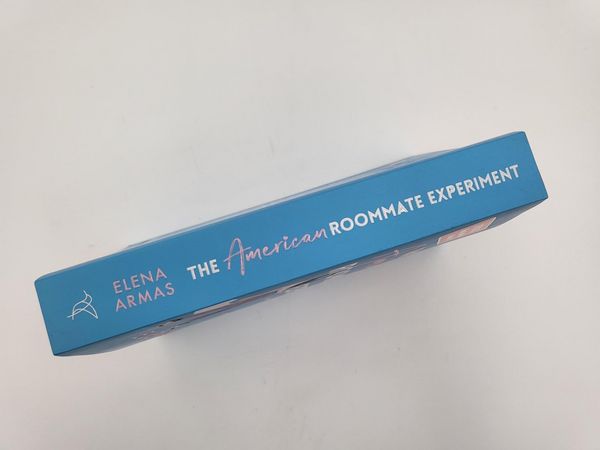 ELENA
ARMAS
THE American ROOMMATE EXPERIMENT